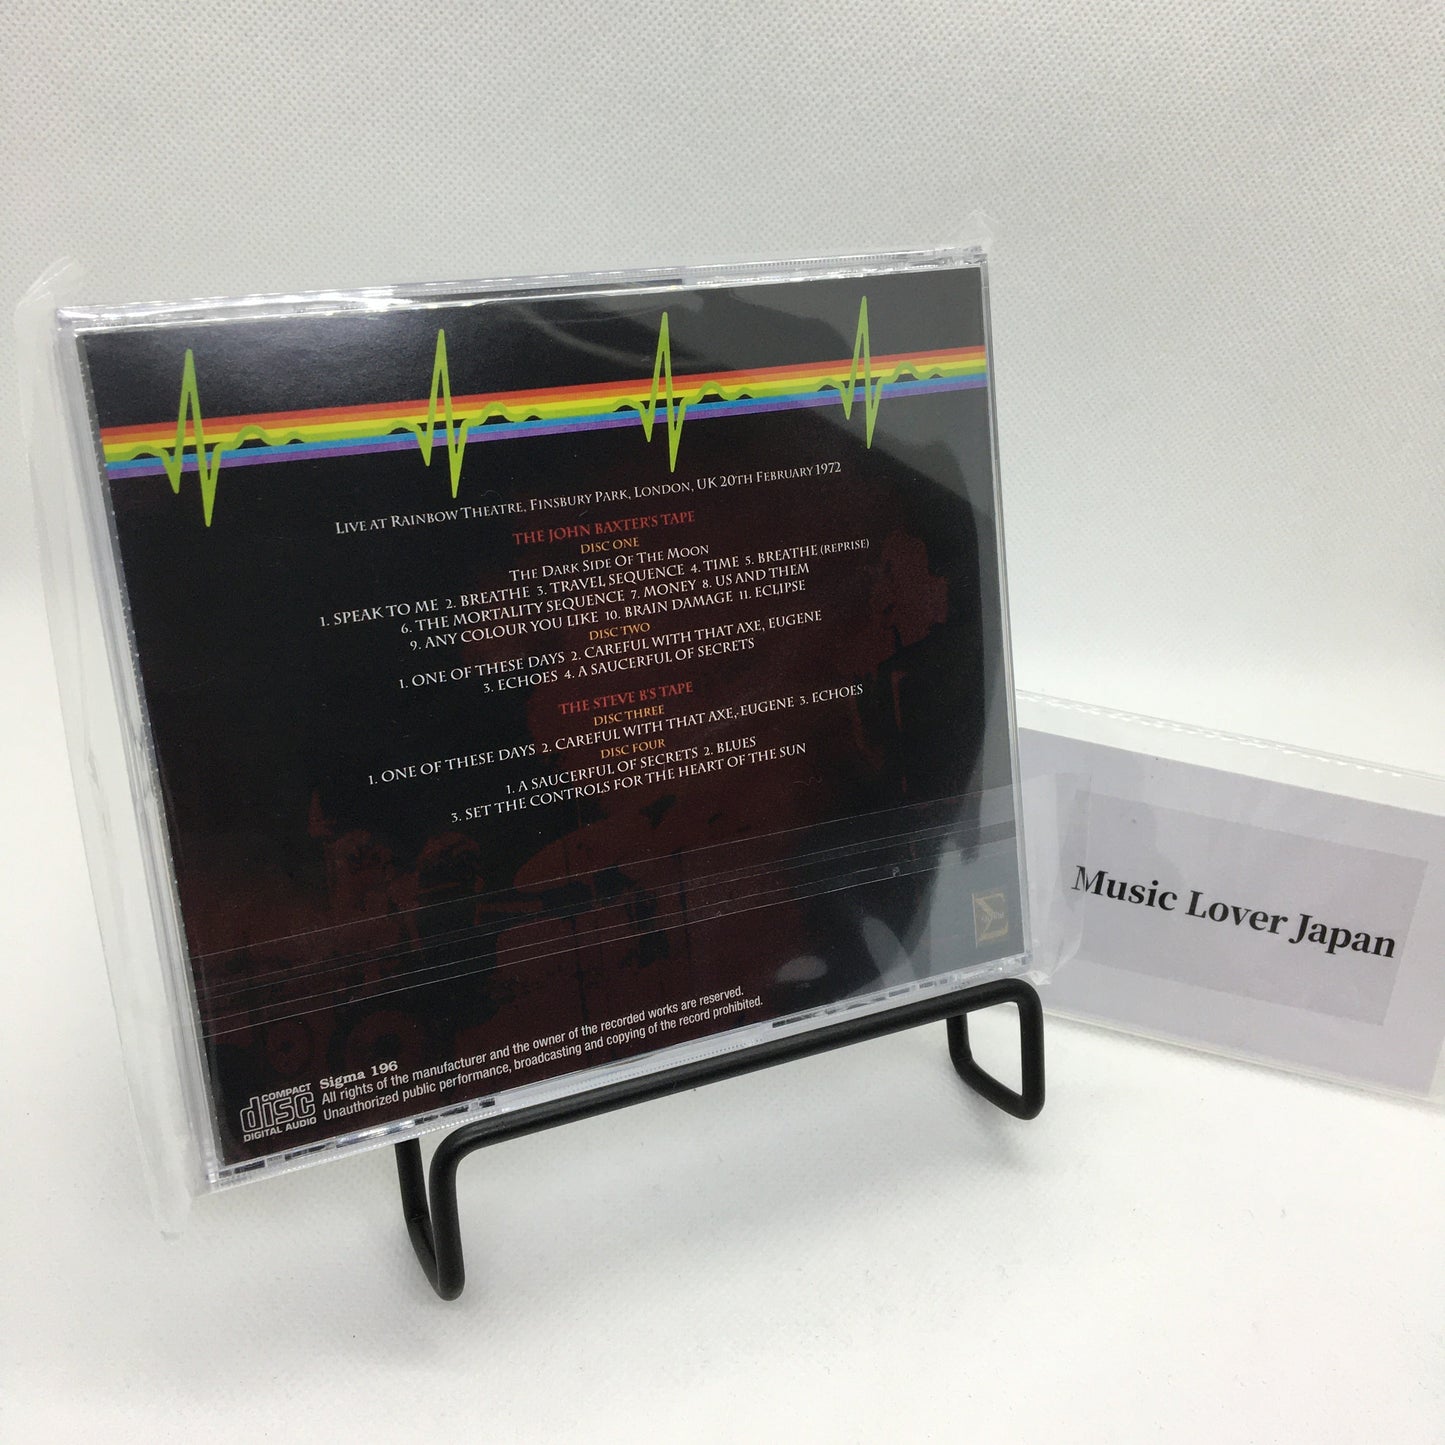 LIVE AT RAINBOW THEATRE, FINSBURY PARK, LONDON, UK 20TH FEBRUARY 1972
THE JOHN BAXTER'S TAPE
DISC ONE
THE DARK SIDE OF THE MOON
1. SPEAK TO ME 2. BREATHE 3. TRAVEL SEQUENCE 4. TIME 5. BREATHE (REPRISE)
6. THE MORTALITY SEQUENCE 7. MONEY 8. US AND THEM
9. ANY COLOUR YOU LIKE 10. BRAIN DAMAGE 11. ECLIPSE
DISC TWO
1. ONE OF THESE DAYS 2. CAREFUL WITH THAT AXE, EUGENE
3. ECHOES 4. A SAUCERFUL OF SECRETS
THE STEVE B'S TAPE
DISC THREE
1. ONE OF THESE DAYS 2. CAREFUL WITH THAT AXE, EUGENE 3. ECHOES
DISC FOUR
1. A SAUCERFUL OF SECRETS 2. BLUES
3. SET THE CONTROLS FOR THE HEART OF THE SUN
Sigma 196
All rights of the manufacturer and the owner of the recorded works are reserved.
Unauthorized public performance, broadcasting and copying of the record prohibited.
COMPACT
disc
DIGITAL AUDIO
Music Lover Japan